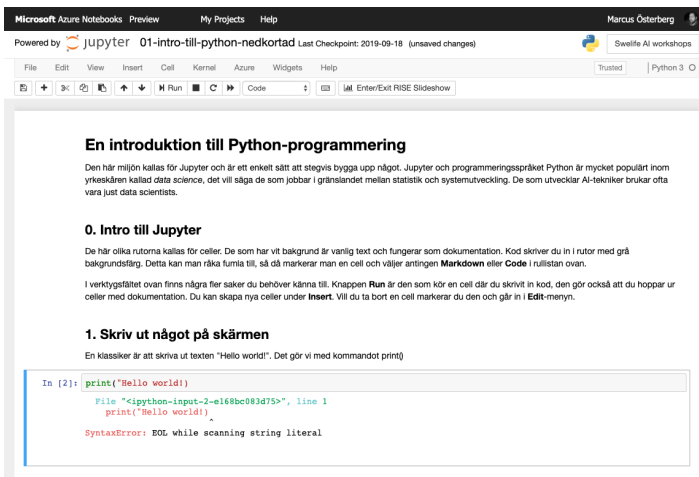 Microsoft Azure Notebooks Preview My Projects Help Marcus Österberg
Powered by jupyter 01-intro-till-python-nedkortad Last Checkpoint: 2019-09-18 (unsaved changes) Swelife AI workshops
File Edit View Insert Cell Kernel Azure Widgets Help Trusted Python 3
Run Code Enter/Exit RISE Slideshow
En introduktion till Python-programmering
Den här miljön kallas för Jupyter och är ett enkelt sätt att stegvis bygga upp något. Jupyter och programmeringsspråket Python är mycket populärt inom
yrkeskåren kallad data science, det vill säga de som jobbar i gränslandet mellan statistik och systemutveckling. De som utvecklar AI-tekniker brukar ofta
vara just data scientists.
0. Intro till Jupyter
De här olika rutorna kallas för celler. De som har vit bakgrund är vanlig text och fungerar som dokumentation. Kod skriver du in i rutor med grå
bakgrundsfärg. Detta kan man råka fumla till, så då markerar man en cell och väljer antingen Markdown eller Code i rullistan ovan.
I verktygsfältet ovan finns några fler saker du behöver känna till. Knappen Run är den som kör en cell där du skrivit in kod, den gör också att du hoppar ur
celler med dokumentation. Du kan skapa nya celler under Insert. Vill du ta bort en cell markerar du den och går in i Edit-menyn.
1. Skriv ut något på skärmen
En klassiker är att skriva ut texten "Hello world!". Det gör vi med kommandot print()
In [2]: print("Hello world!)
File "<ipython-input-2-e168bc083d75>", line 1
print("Hello world!)
^
SyntaxError: EOL while scanning string literal